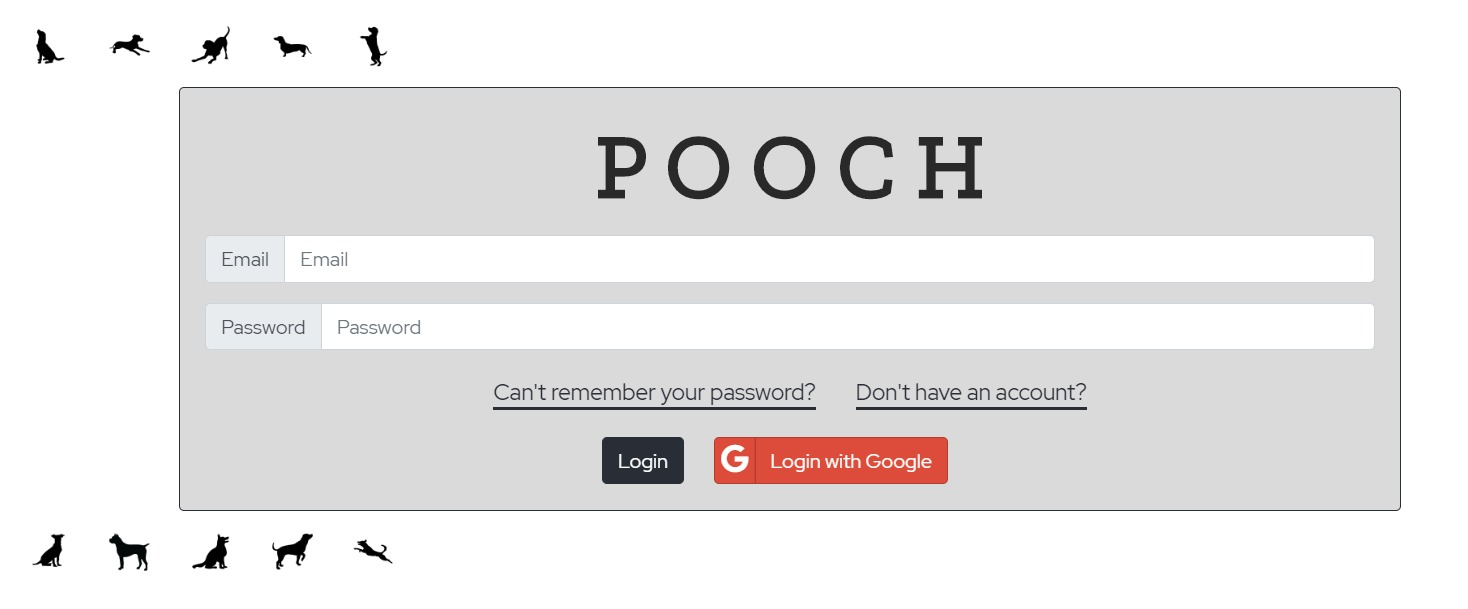 POOCH
Email Email
Password Password
Can't remember your password? Don't have an account?
Login G Login with Google